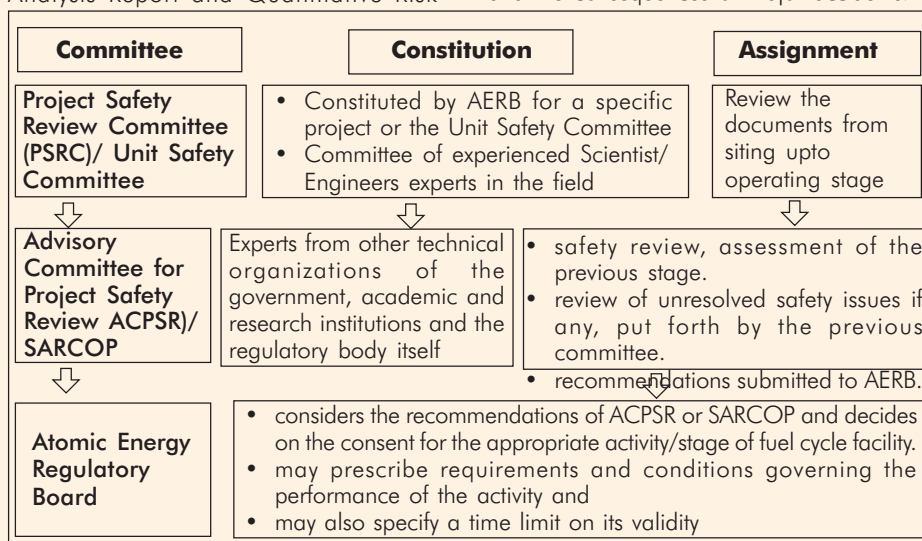 Committee
Constitution
Assignment
Project Safety
Review Committee
(PSRC)/ Unit Safety
Committee
• Constituted by AERB for a specific
project or the Unit Safety Committee
• Committee of experienced Scientist/
Engineers experts in the field
Review the
documents from
siting upto
operating stage
Advisory
Committee for
Project Safety
Review ACPSR)/
SARCOP
Experts from other technical
organizations of the
government, academic and
research institutions and the
regulatory body itself
• safety review, assessment of the
previous stage.
• review of unresolved safety issues if
any, put forth by the previous
committee.
• recommendations submitted to AERB.
Atomic Energy
Regulatory
Board
• considers the recommendations of ACPSR or SARCOP and decides
on the consent for the appropriate activity/stage of fuel cycle facility.
• may prescribe requirements and conditions governing the
performance of the activity and
• may also specify a time limit on its validity